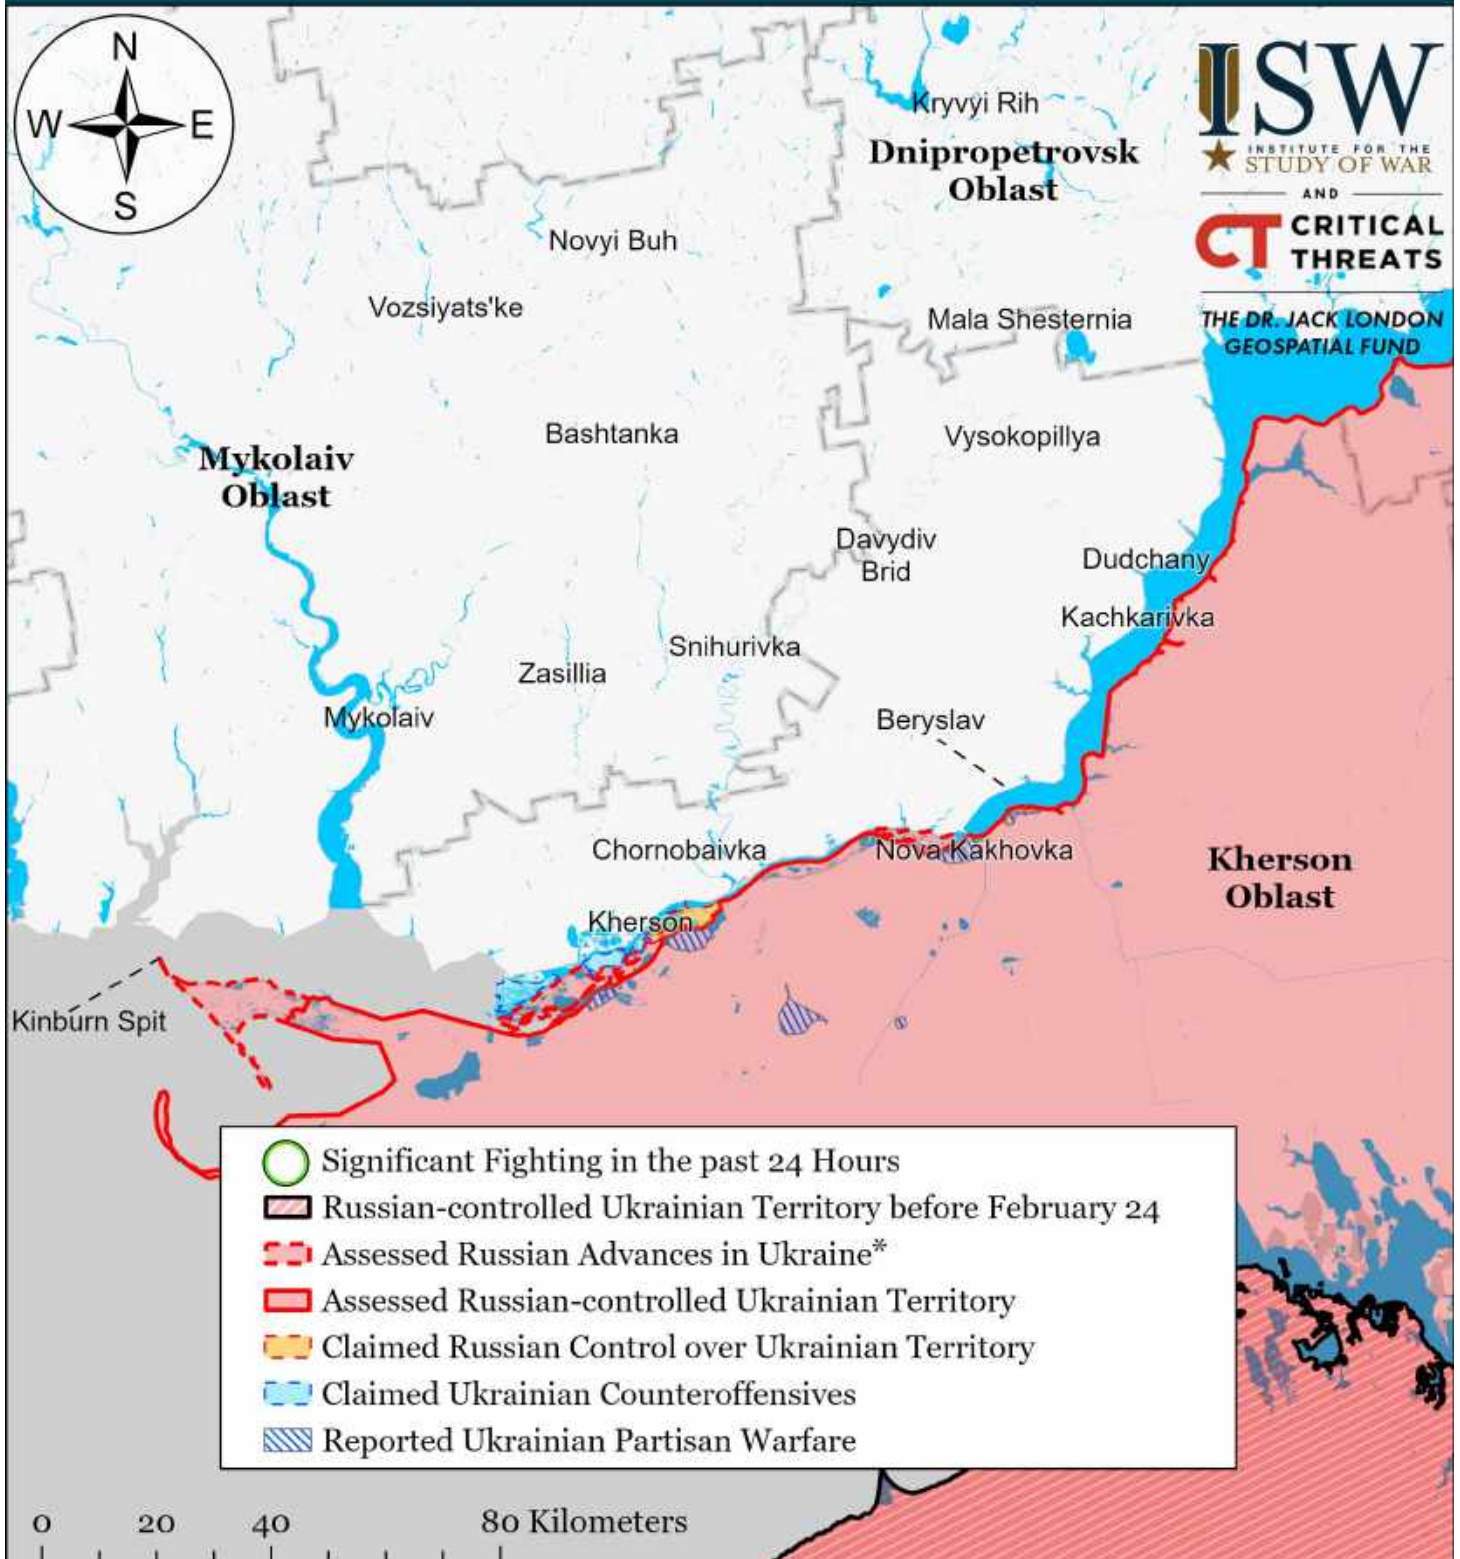 N
W
E
S
ISW
INSTITUTE FOR THE
STUDY OF WAR
AND
CT CRITICAL
THREATS
THE DR. JACK LONDON
GEOSPATIAL FUND
Kryvyi Rih
Dnipropetrovsk
Oblast
Novyi Buh
Vozsiyats'ke
Mala Shesternia
Bashtanka
Vysokopillya
Mykolaiv
Oblast
Davydiv
Brid
Dudchany
Kachkarivka
Snihurivka
Zasillia
Mykolaiv
Beryslav
Chornobaivka
Nova Kakhovka
Kherson
Oblast
Kherson
Kinburn Spit
Significant Fighting in the past 24 Hours
Russian-controlled Ukrainian Territory before February 24
Assessed Russian Advances in Ukraine*
Assessed Russian-controlled Ukrainian Territory
Claimed Russian Control over Ukrainian Territory
Claimed Ukrainian Counteroffensives
Reported Ukrainian Partisan Warfare
0 20 40 80 Kilometers